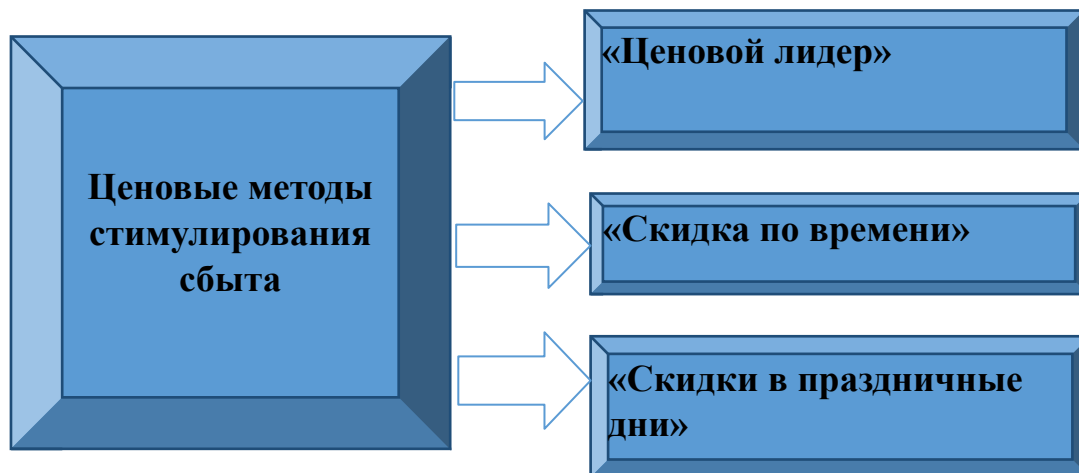 Ценовые методы
стимулирования
сбыта
«Ценовой лидер»
«Скидка по времени»
«Скидки в праздничные
дни»